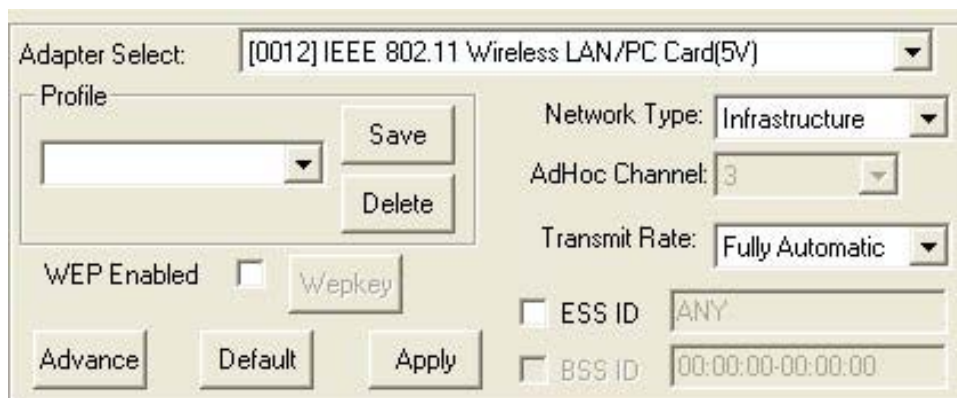 Adapter Select: [0012] IEEE 802.11 Wireless LAN/PC Card(5V)
Profile
Save
Delete
Network Type: Infrastructure
AdHoc Channel: 3
Transmit Rate: Fully Automatic
WEP Enabled Wepkey
ESS ID ANY
BSS ID 00:00:00-00:00:00
Advance Default Apply